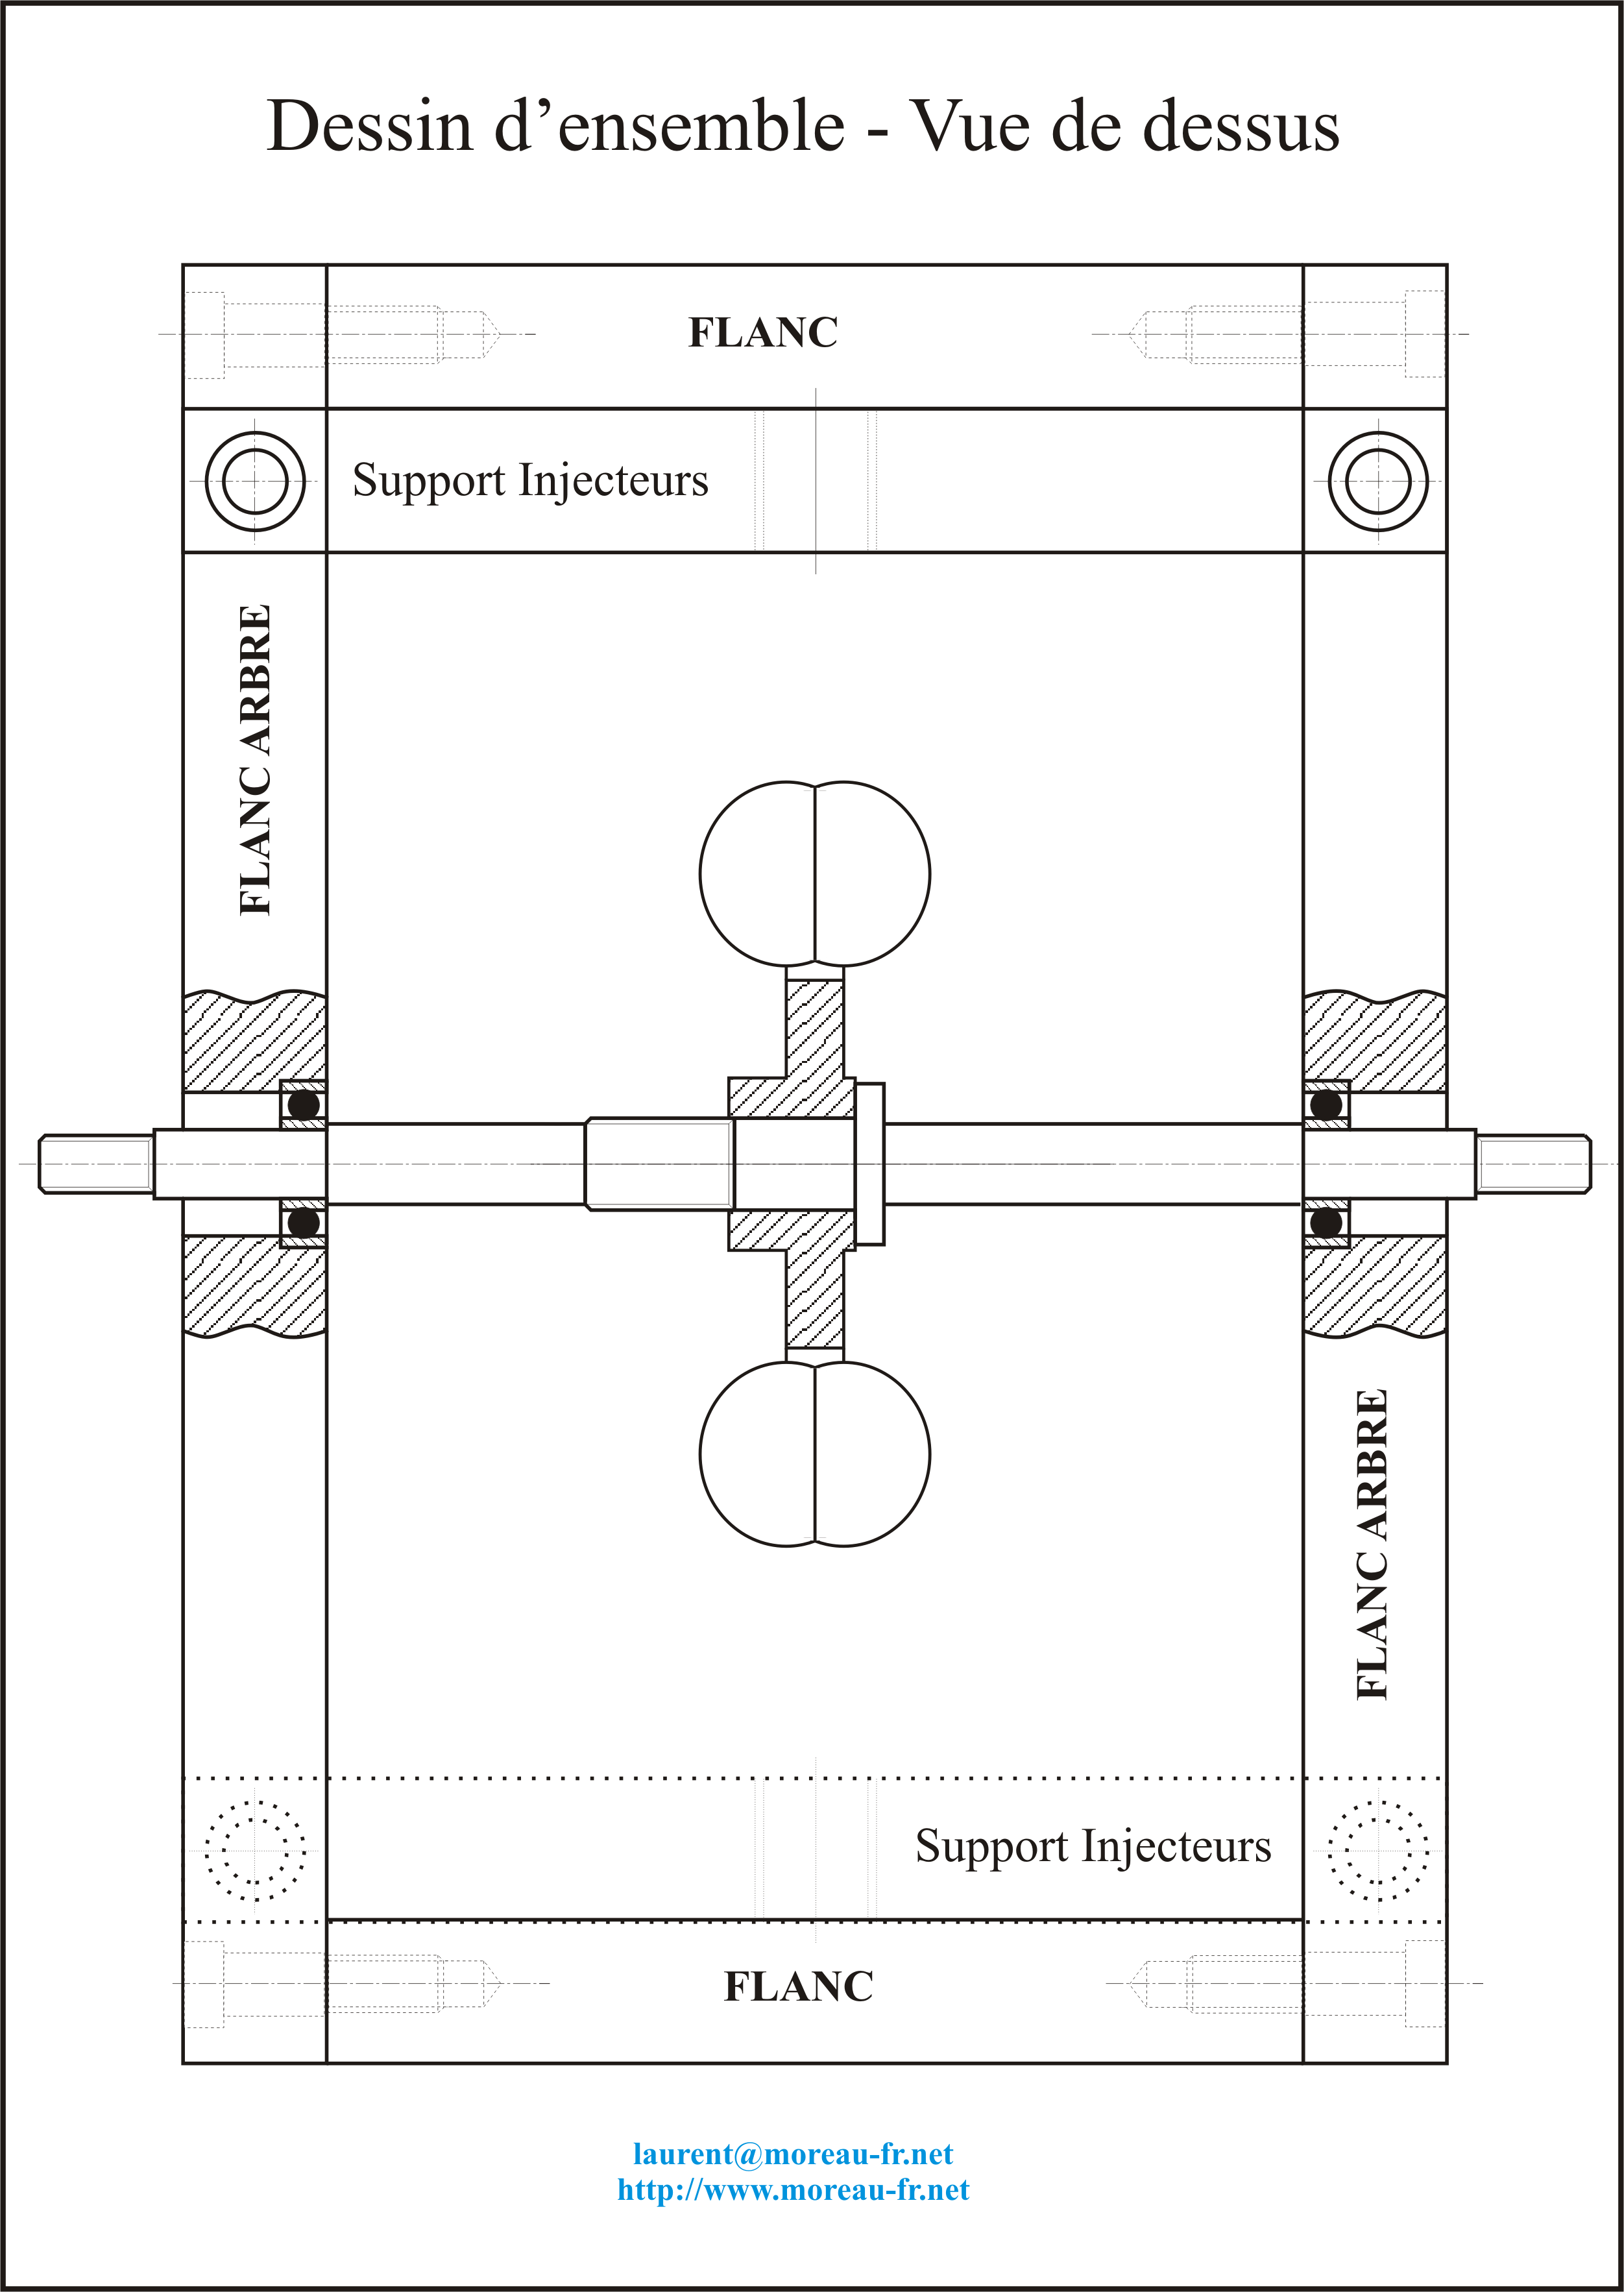 Dessin d’ensemble - Vue de dessus
FLANC
Support Injecteurs
FLANC ARBRE
FLANC ARBRE
Support Injecteurs
FLANC
laurent@moreau-fr.net
http://www.moreau-fr.net